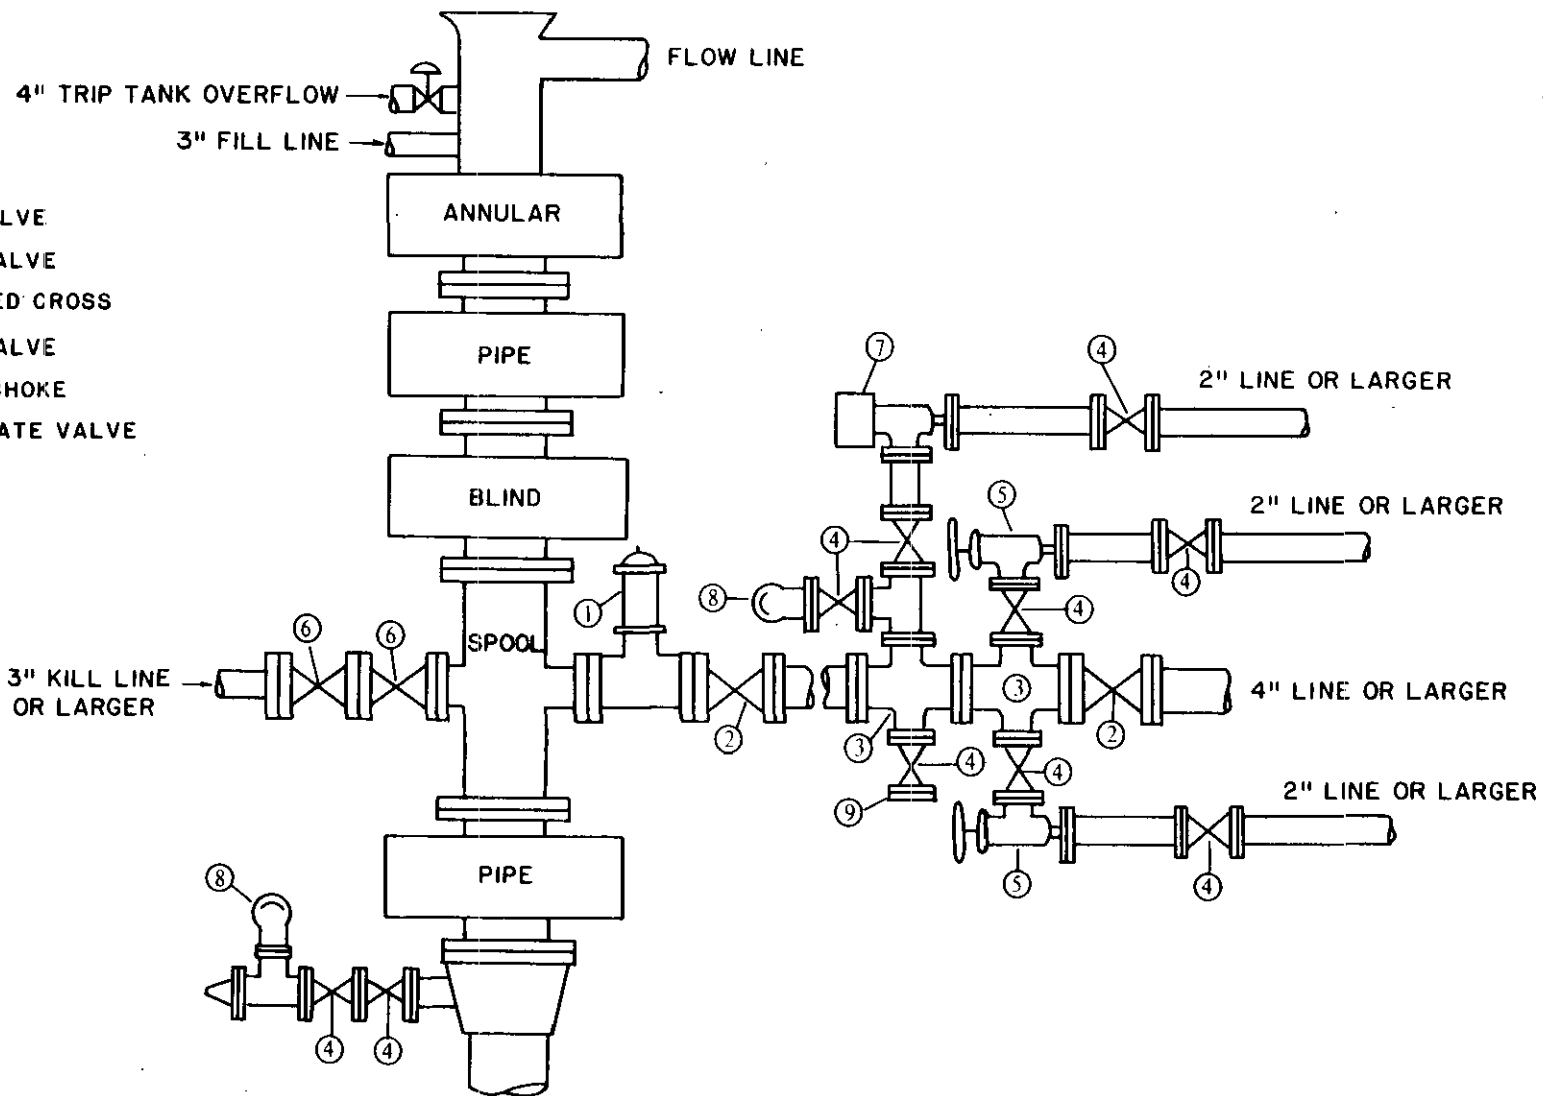 FLOW LINE
4" TRIP TANK OVERFLOW
3" FILL LINE
ANNULAR
LVE
ALVE
ED CROSS
ALVE
CHOKE
ATE VALVE
PIPE
7
4
2" LINE OR LARGER
BLIND
5
2" LINE OR LARGER
4
4
8
1
4
6
6
SPOOL
3" KILL LINE
OR LARGER
3
4" LINE OR LARGER
2
3
4
4
2
9
2" LINE OR LARGER
PIPE
8
5
4
4
4